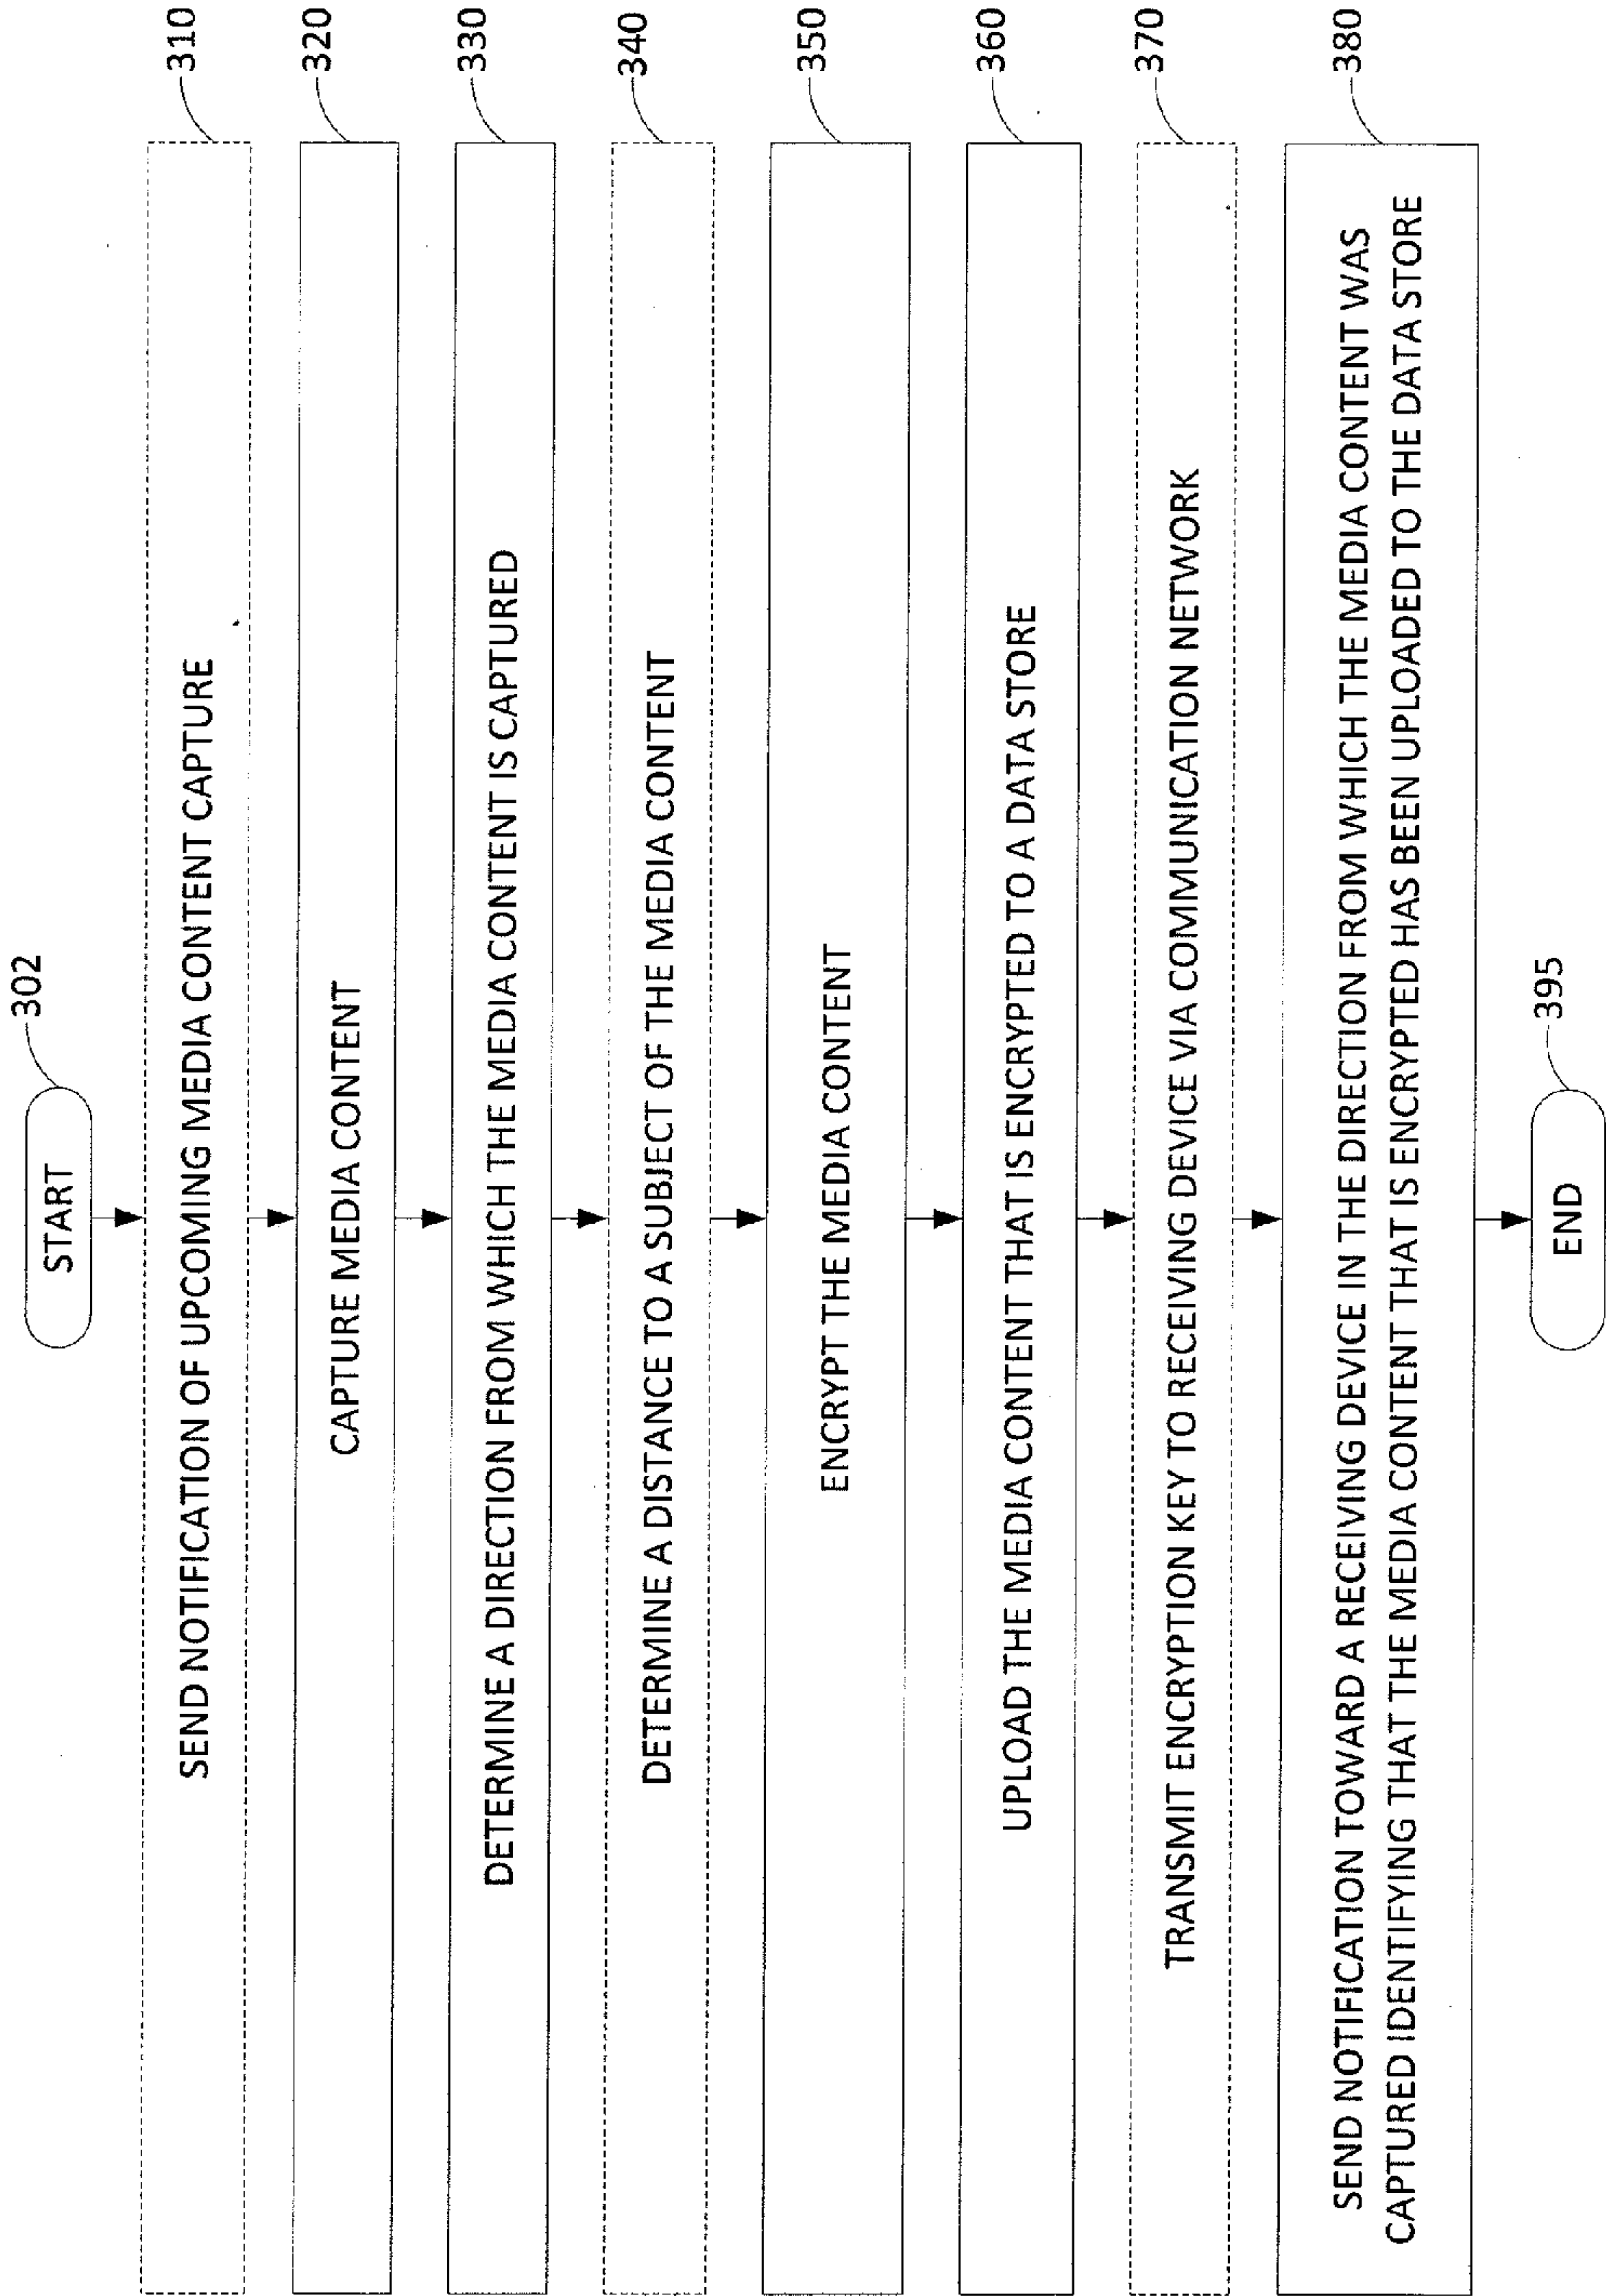 302
START
310
SEND NOTIFICATION OF UPCOMING MEDIA CONTENT CAPTURE
320
CAPTURE MEDIA CONTENT
330
DETERMINE A DIRECTION FROM WHICH THE MEDIA CONTENT IS CAPTURED
340
DETERMINE A DISTANCE TO A SUBJECT OF THE MEDIA CONTENT
350
ENCRYPT THE MEDIA CONTENT
360
UPLOAD THE MEDIA CONTENT THAT IS ENCRYPTED TO A DATA STORE
370
TRANSMIT ENCRYPTION KEY TO RECEIVING DEVICE VIA COMMUNICATION NETWORK
380
SEND NOTIFICATION TOWARD A RECEIVING DEVICE IN THE DIRECTION FROM WHICH THE MEDIA CONTENT WAS
CAPTURED IDENTIFYING THAT THE MEDIA CONTENT THAT IS ENCRYPTED HAS BEEN UPLOADED TO THE DATA STORE
395
END